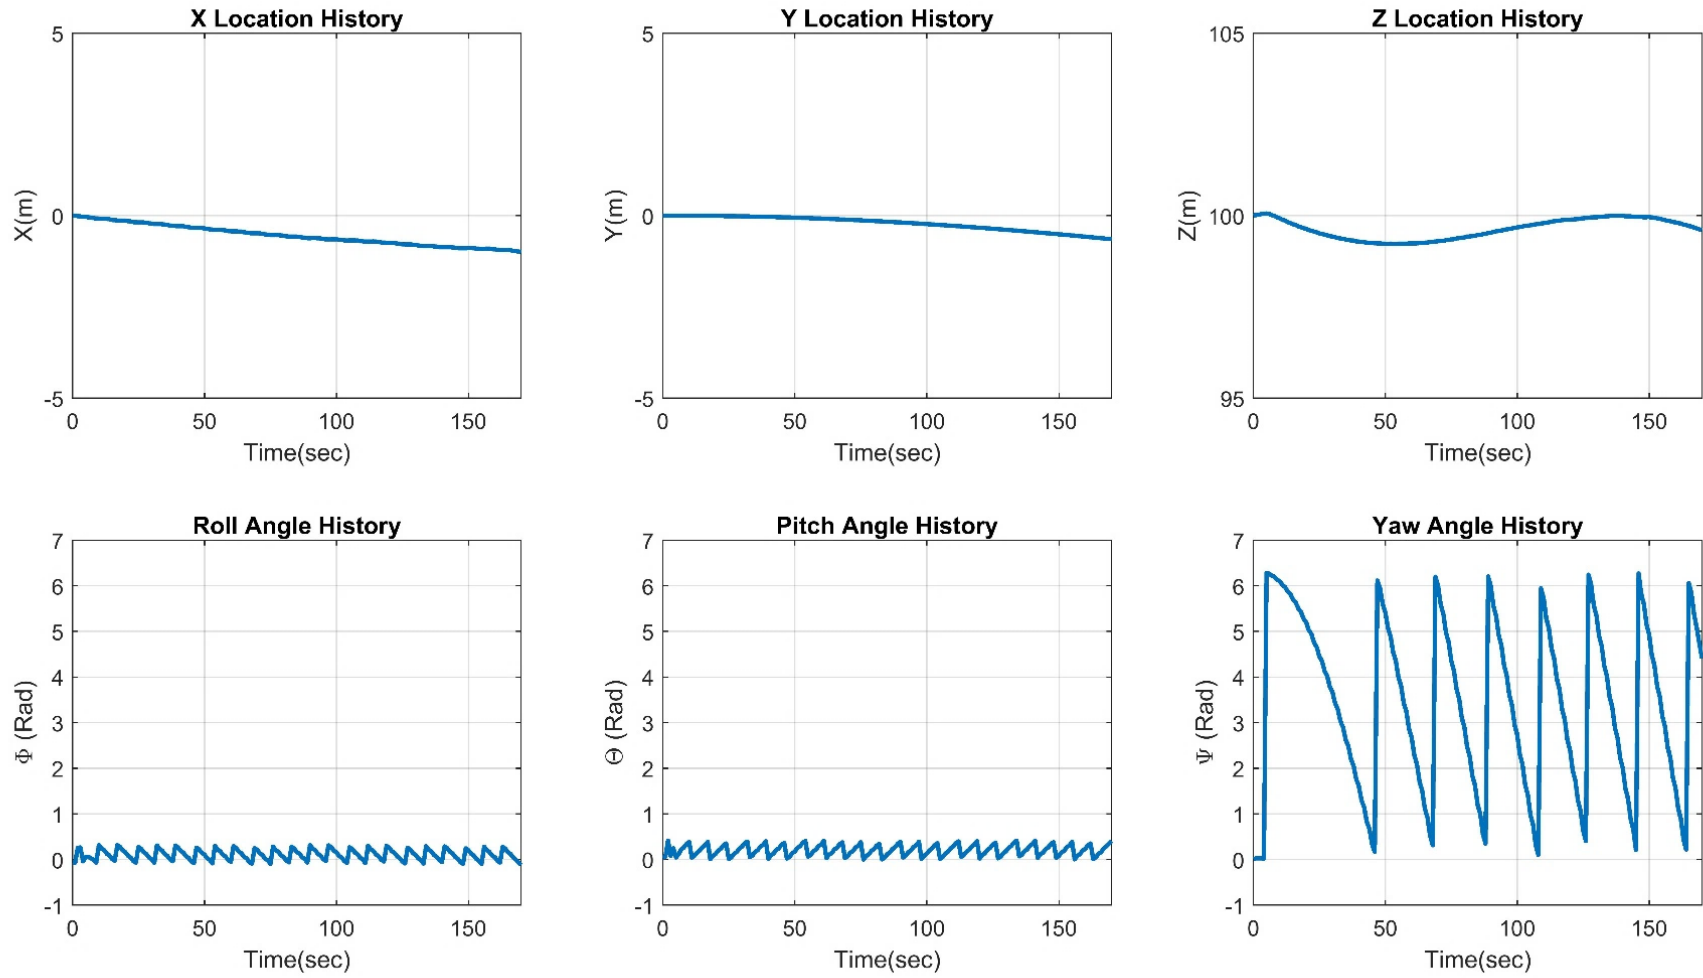 X Location History
5
0
-5
X(m)
0 50 100 150
Time(sec)
Y Location History
5
0
-5
Y(m)
0 50 100 150
Time(sec)
Z Location History
105
100
95
Z(m)
0 50 100 150
Time(sec)
Roll Angle History
7
6
5
4
3
2
1
0
-1
Φ (Rad)
0 50 100 150
Time(sec)
Pitch Angle History
7
6
5
4
3
2
1
0
-1
Θ (Rad)
0 50 100 150
Time(sec)
Yaw Angle History
7
6
5
4
3
2
1
0
-1
Ψ (Rad)
0 50 100 150
Time(sec)